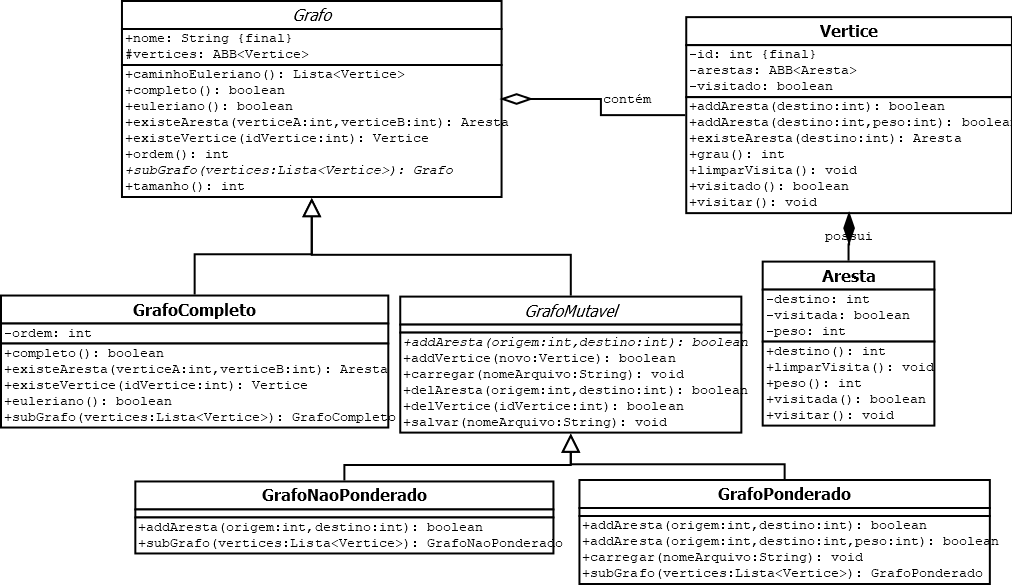 Grafo
+nome: String {final}
#vertices: ABB<Vertice>
+caminhoEuleriano(): Lista<Vertice>
+completo(): boolean
+euleriano(): boolean
+existeAresta(verticeA:int,verticeB:int): Aresta
+existeVertice(idVertice:int): Vertice
+ordem(): int
+subGrafo(vertices:Lista<Vertice>): Grafo
+tamanho(): int
contém
Vertice
-id: int {final}
-arestas: ABB<Aresta>
-visitado: boolean
+addAresta(destino:int): boolean
+addAresta(destino:int,peso:int): boolea
+existeAresta(destino:int): Aresta
+grau(): int
+limparVisita(): void
+visitado(): boolean
+visitar(): void
possui
Aresta
-destino: int
-visitada: boolean
-peso: int
+destino(): int
+limparVisita(): void
+peso(): int
+visitada(): boolean
+visitar(): void
GrafoCompleto
-ordem: int
+completo(): boolean
+existeAresta(verticeA:int,verticeB:int): Aresta
+existeVertice(idVertice:int): Vertice
+euleriano(): boolean
+subGrafo(vertices:Lista<Vertice>): GrafoCompleto
GrafoMutavel
+addAresta(origem:int,destino:int): boolean
+addVertice(novo:Vertice): boolean
+carregar(nomeArquivo:String): void
+delAresta(origem:int,destino:int): boolean
+delVertice(idVertice:int): boolean
+salvar(nomeArquivo:String): void
GrafoNaoPonderado
+addAresta(origem:int,destino:int): boolean
+subGrafo(vertices:Lista<Vertice>): GrafoNaoPonderado
GrafoPonderado
+addAresta(origem:int,destino:int): boolean
+addAresta(origem:int,destino:int,peso:int): boolean
+carregar(nomeArquivo:String): void
+subGrafo(vertices:Lista<Vertice>): GrafoPonderado